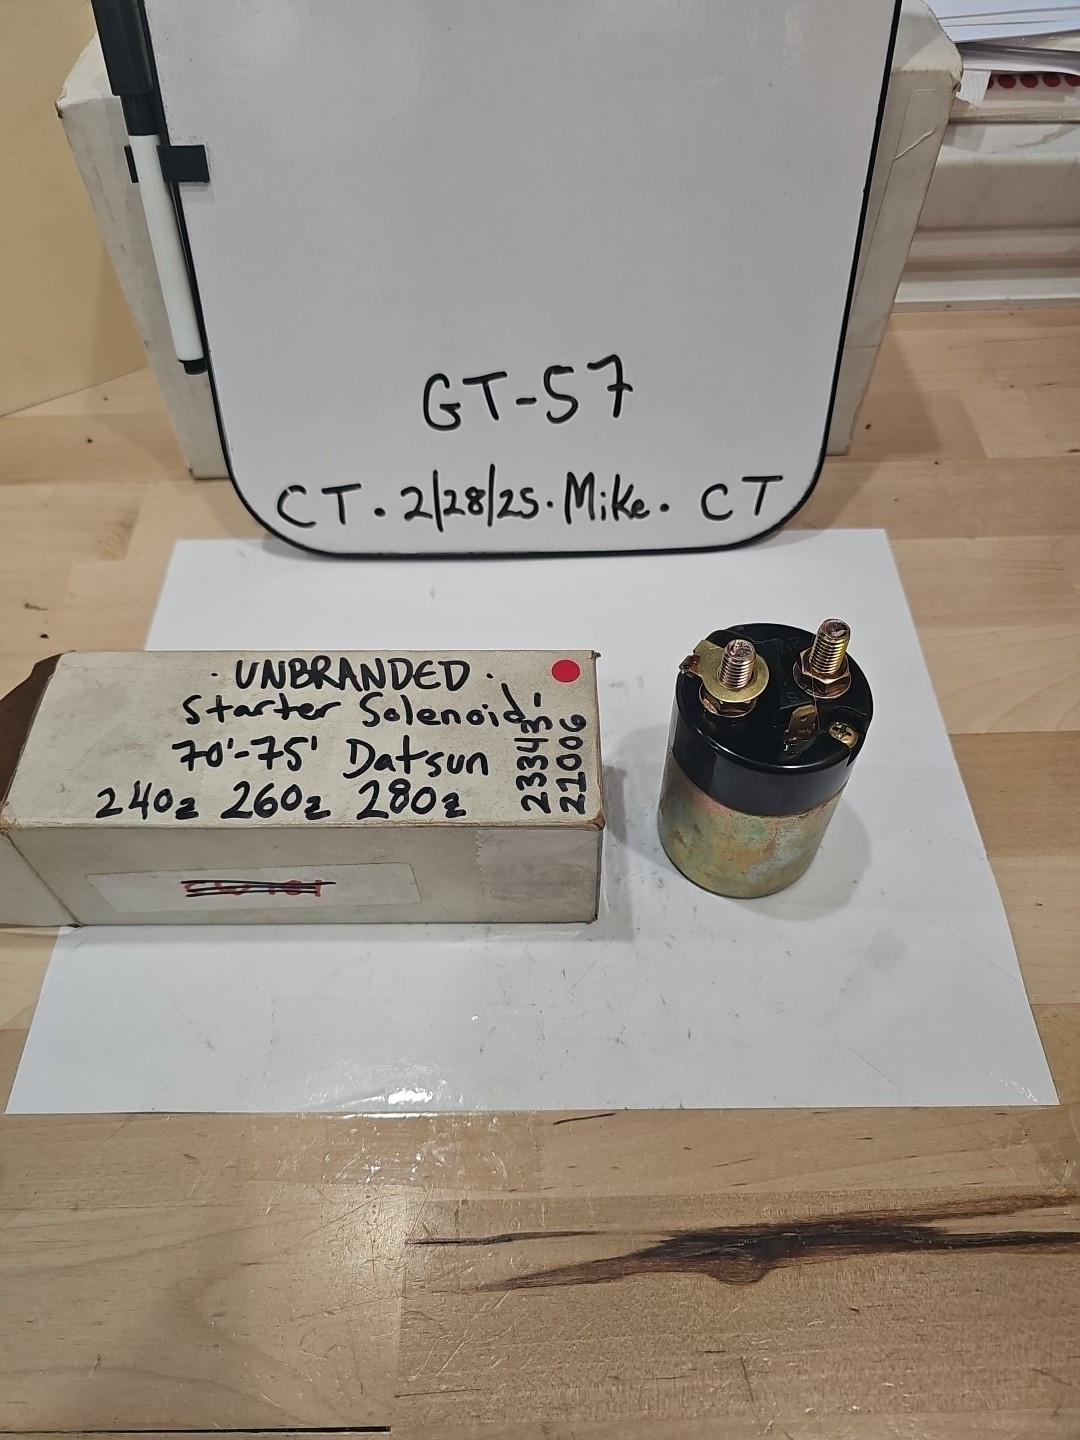 GT-57
CT. 2/28/25. Mike. CT
· UNBRANDED ·
Starter Solenoid
70'-75' Datsun
240z 260z 280z
23343-
21006